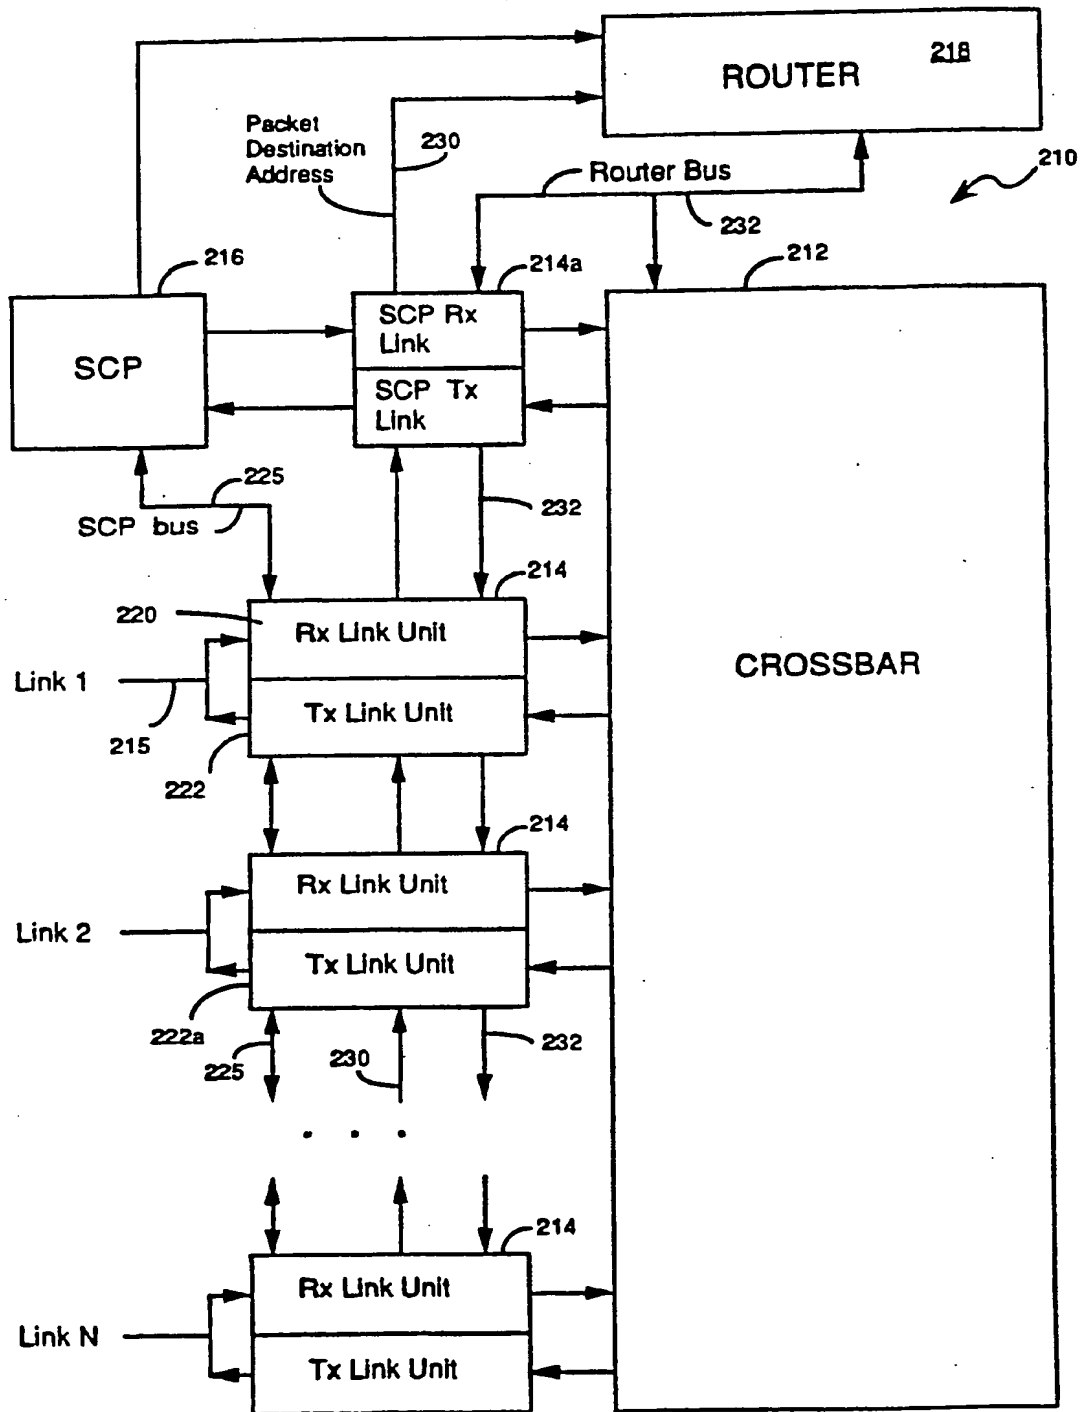 218
ROUTER
Packet
Destination
Address
230
Router Bus
232
210
216
214a
212
SCP
SCP Rx
Link
SCP Tx
Link
225
SCP bus
232
214
220
Rx Link Unit
Link 1
Tx Link Unit
215
222
CROSSBAR
214
Rx Link Unit
Link 2
Tx Link Unit
222a
225
230
232
. . .
214
Rx Link Unit
Link N
Tx Link Unit